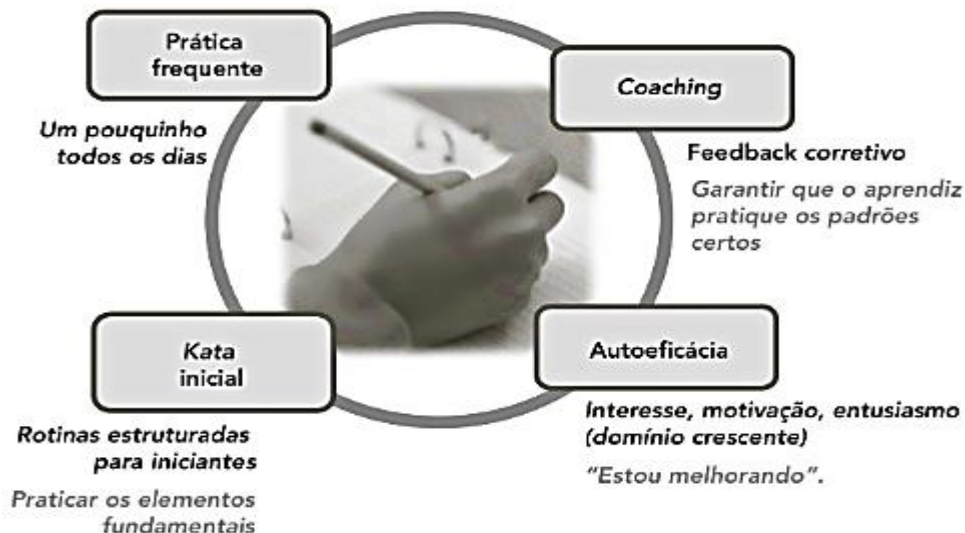 Prática
frequente
Um pouquinho
todos os dias
Coaching
Feedback corretivo
Garantir que o aprendiz
pratique os padrões
certos
Kata
inicial
Rotinas estruturadas
para iniciantes
Praticar os elementos
fundamentais
Autoeficácia
Interesse, motivação, entusiasmo
(domínio crescente)
“Estou melhorando”.